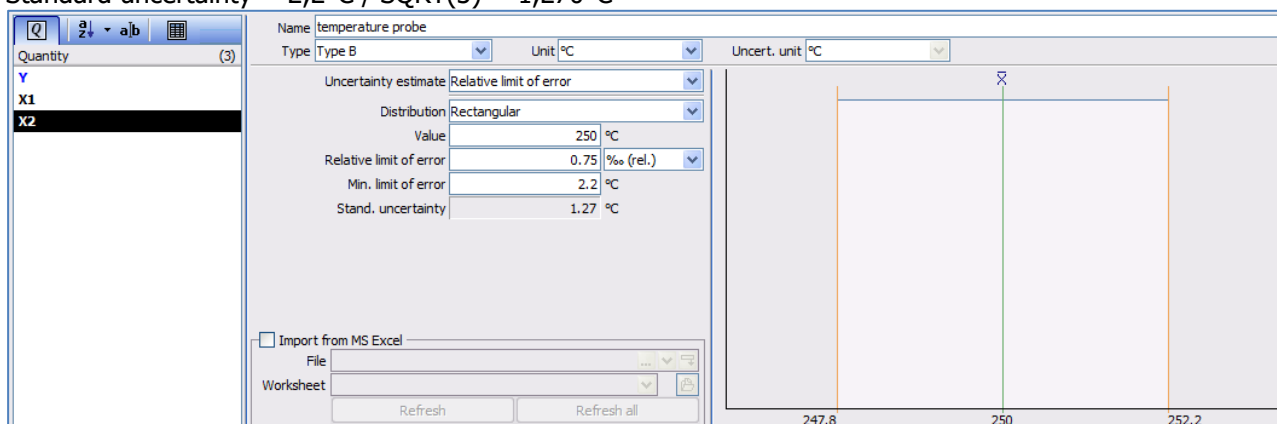 Standard uncertainty = 2,2°C / SQRT(3) = 1,270°C
Q a z a]b
Name temperature probe
Quantity (3)
Type Type B Unit °C Uncert. unit °C
Y
X1
X2
Uncertainty estimate Relative limit of error
Distribution Rectangular
Value 250 °C
Relative limit of error 0.75 ‰ (rel.)
Min. limit of error 2.2 °C
Stand. uncertainty 1.27 °C
Import from MS Excel
File ...
Worksheet
Refresh Refresh all
x̄
247.8 250 252.2